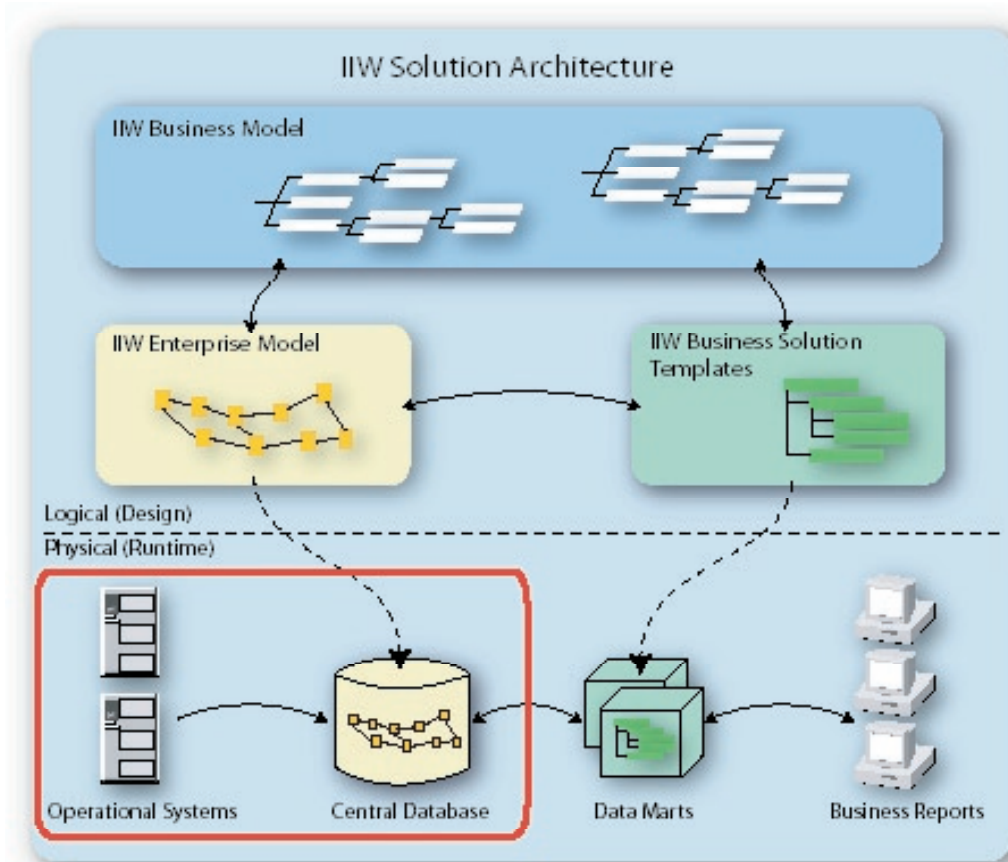 IIW Solution Architecture
IIW Business Model
IIW Enterprise Model
IIW Business Solution
Templates
Logical (Design)
Physical (Runtime)
Operational Systems
Central Database
Data Marts
Business Reports